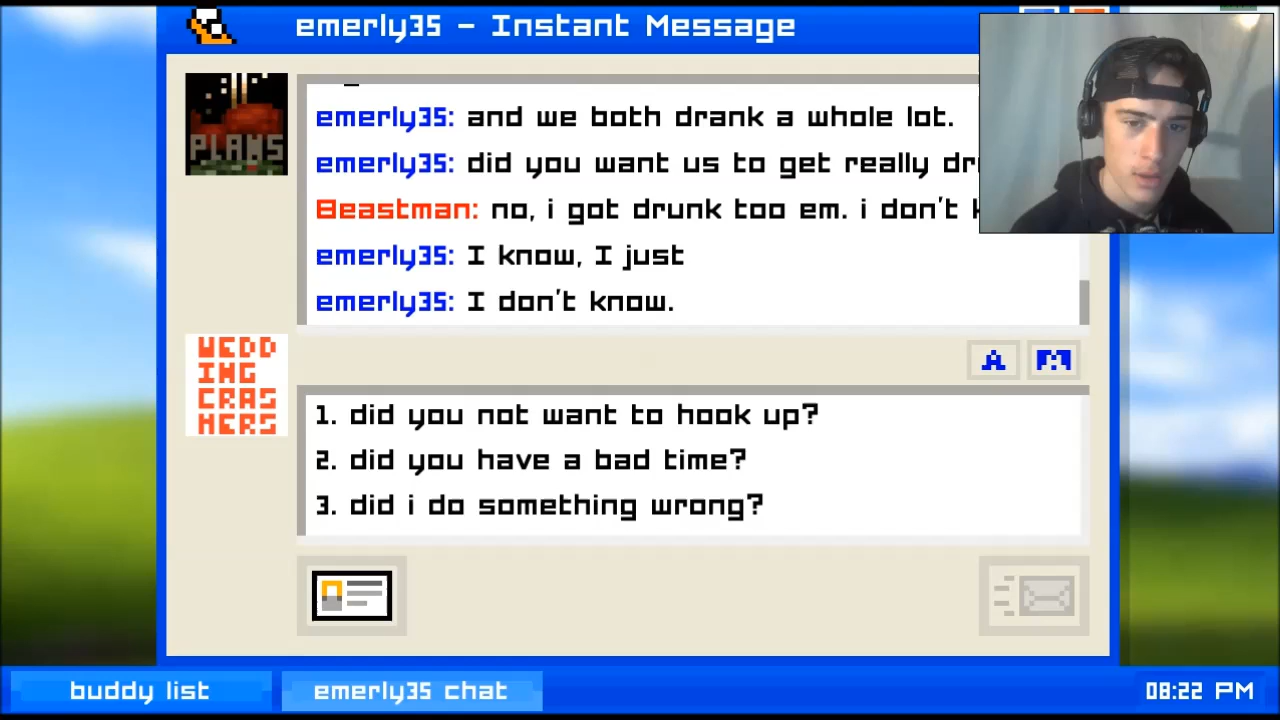 emerly35 - Instant Message
PLANS
emerly35: and we both drank a whole lot.
emerly35: did you want us to get really
Beastman: no, i got drunk too em. i don't
emerly35: I know, I just
emerly35: I don't know.
WEDD
ING
CRAS
HERS
A M
1. did you not want to hook up?
2. did you have a bad time?
3. did i do something wrong?
buddy list
emerly35 chat
08:22 PM